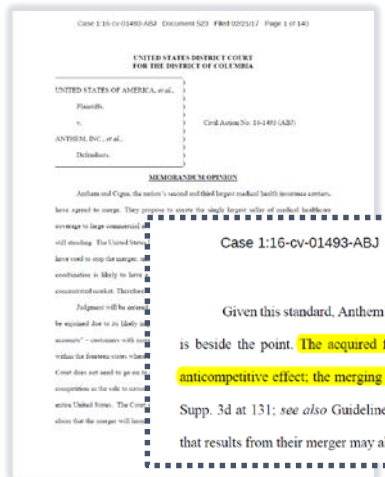 Case 1:16-cv-01493-ABJ Document 523 Filed 02/21/17 Page 1 of 140
UNITED STATES DISTRICT COURT
FOR THE DISTRICT OF COLUMBIA
UNITED STATES OF AMERICA, et al.,
Plaintiffs,
v.
Civil Action No. 16-1493 (ABJ)
ANTHEM, INC., et al.,
Defendants.
MEMORANDUM OPINION
Anthem and Cigna, the nation's second and third largest medical health insurance carriers,
have agreed to merge. They propose to create the single largest seller of medical healthcare
coverage to large commercial
still standing. The United States
have sued to stop the merger,
combination is likely to have
concentrated market. Therefore
Judgment will be entered
be enjoined due to its likely
accounts" – customers with
within the fourteen states where
Court does not need to go on to
competition in the sale to
entire United States. The Court
alone that the merger will
Case 1:16-cv-01493-ABJ
Given this standard, Anthem
is beside the point. The acquired f
anticompetitive effect; the merging
Supp. 3d at 131; see also Guideline
that results from their merger may al